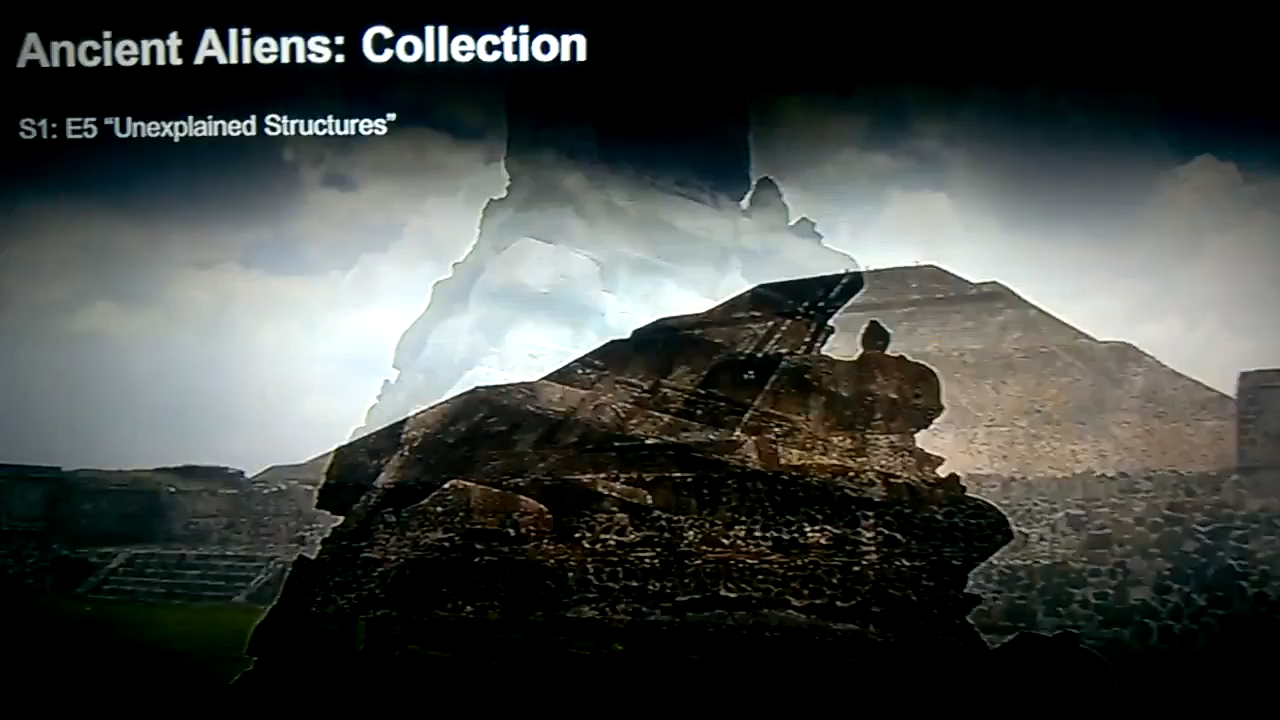 Ancient Aliens: Collection
S1: E5 “Unexplained Structures”